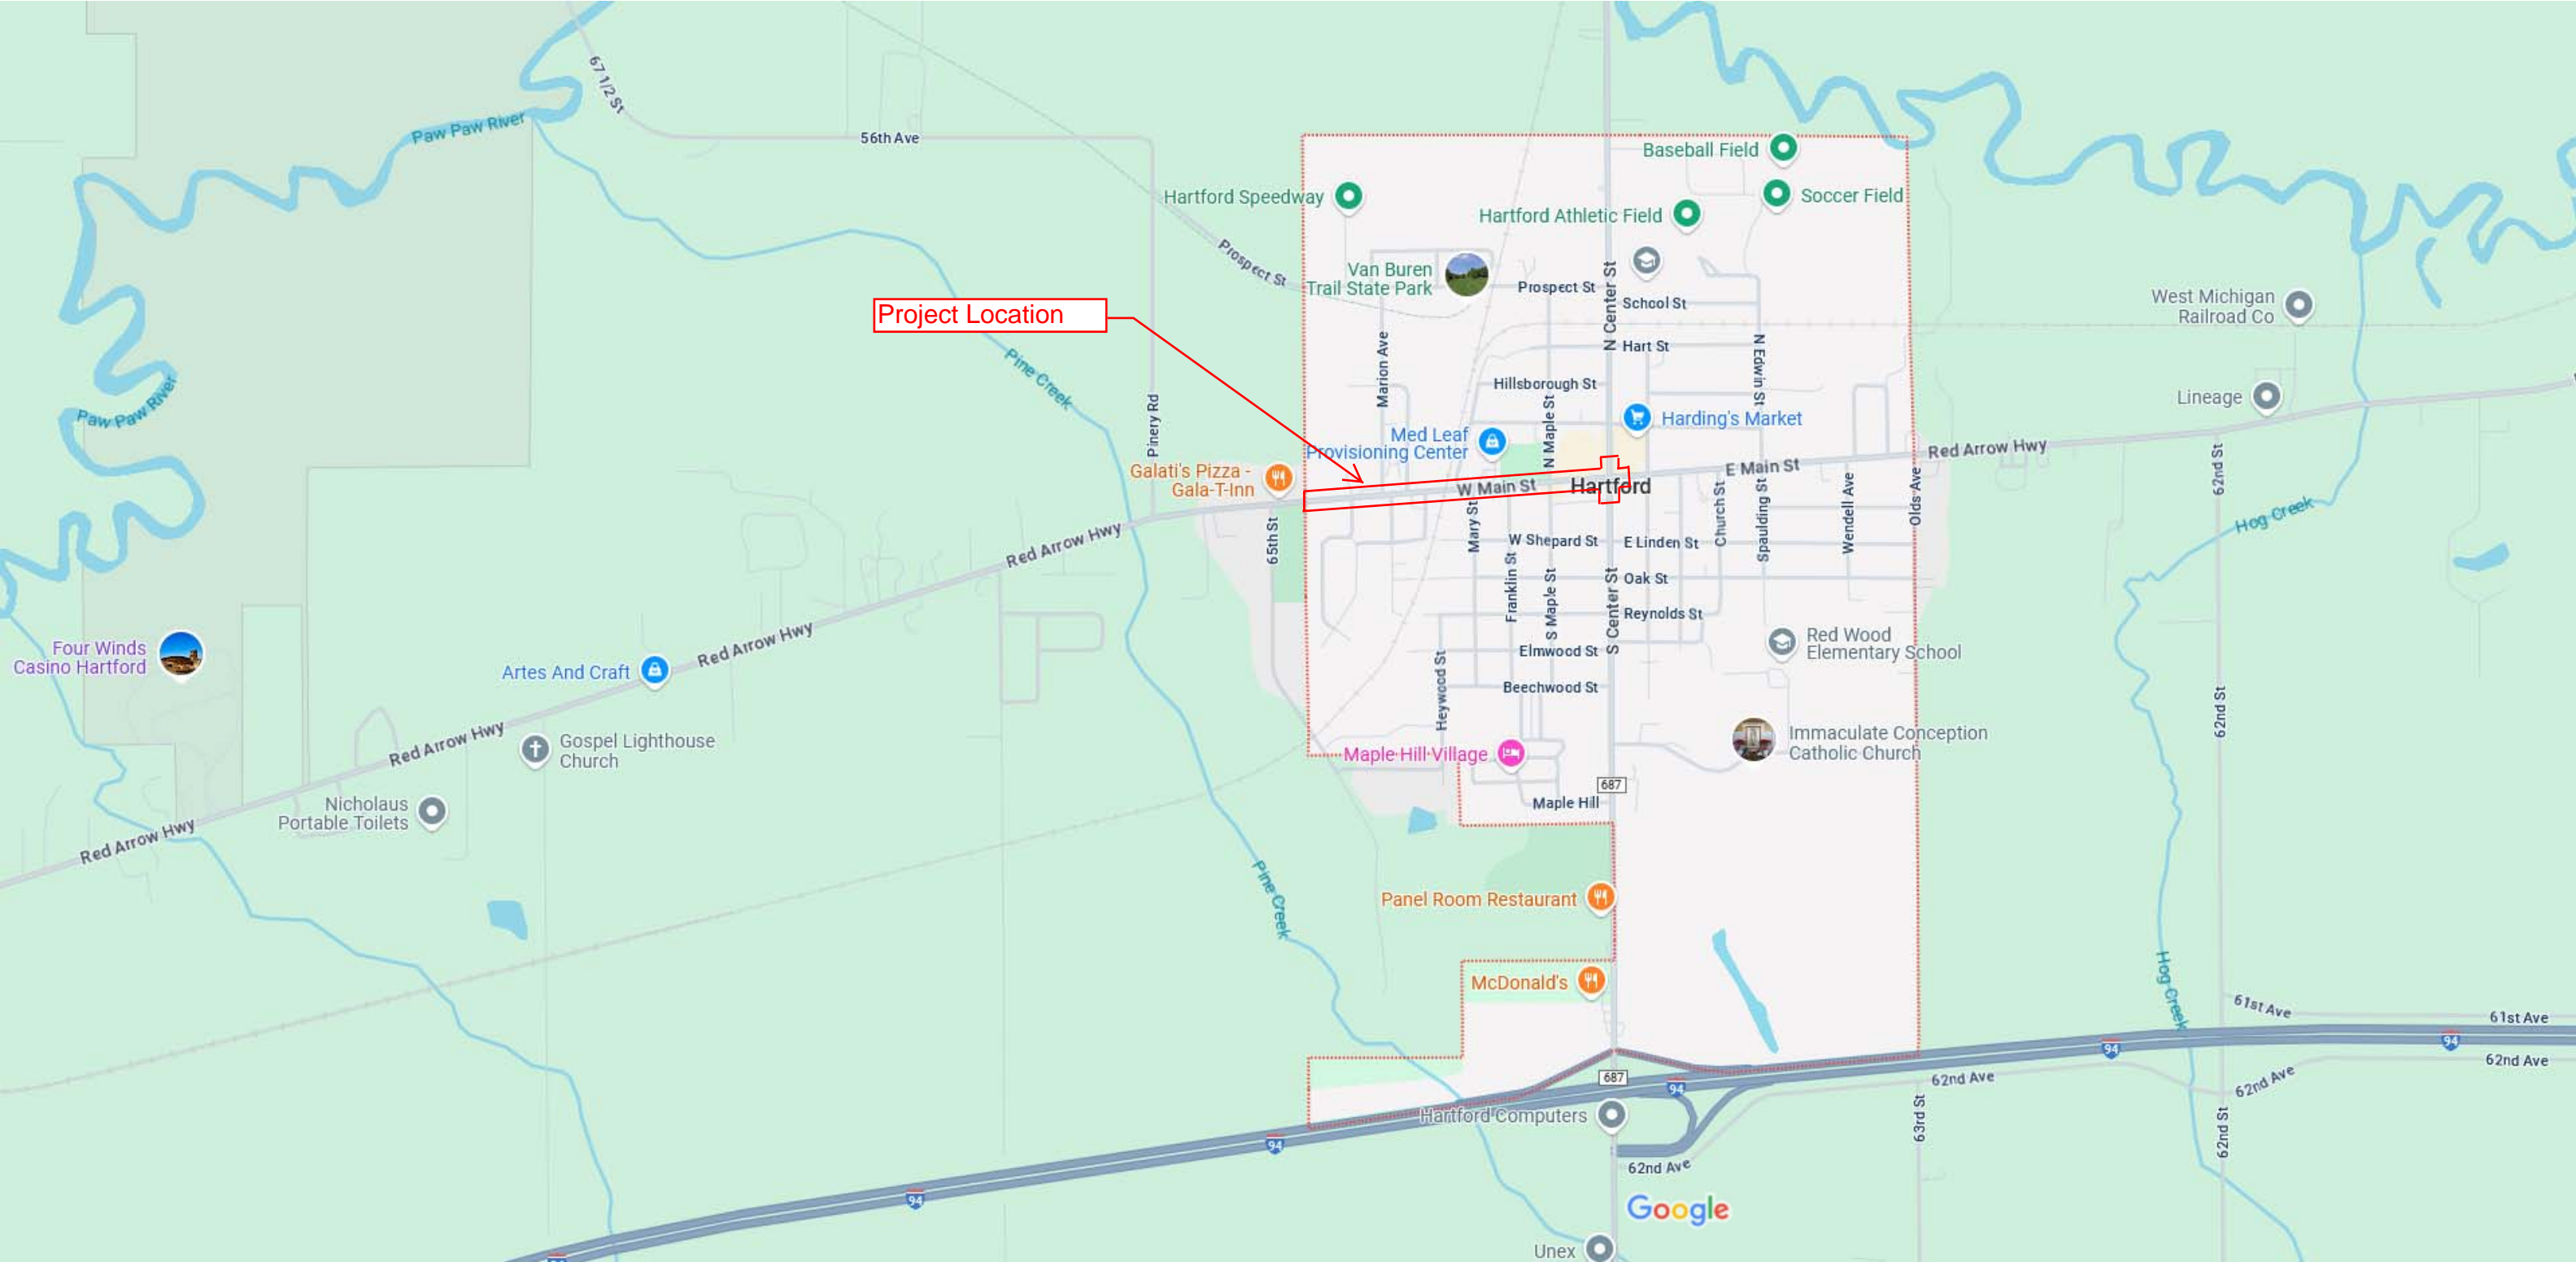 67 1/2 St
Paw Paw River
56th Ave
Baseball Field
Hartford Speedway
Soccer Field
Hartford Athletic Field
Prospect St
Van Buren
Trail State Park
Prospect St
N Center St
School St
West Michigan
Railroad Co
Project Location
Marion Ave
Hart St
N Edwin St
Pine Creek
Hillsborough St
Paw Paw River
Pinery Rd
N Maple St
Harding's Market
Lineage
Med Leaf
Provisioning Center
Red Arrow Hwy
Galati's Pizza -
Gala-T-Inn
E Main St
W Main St
Hartford
62nd St
Olds Ave
Hog Creek
Red Arrow Hwy
65th St
Mary St
Church St
Spaulding St
Wendell Ave
W Shepard St
E Linden St
Franklin St
S Maple St
S Center St
Oak St
Reynolds St
Four Winds
Casino Hartford
Red Arrow Hwy
Artes And Craft
Elmwood St
Red Wood
Elementary School
Heywood St
Beechwood St
62nd St
Red Arrow Hwy
Gospel Lighthouse
Church
Maple Hill Village
Immaculate Conception
Catholic Church
687
Nicholaus
Portable Toilets
Maple Hill
Red Arrow Hwy
Pine Creek
Panel Room Restaurant
McDonald's
Hog Creek
61st Ave
61st Ave
94
94
62nd Ave
687
94
62nd Ave
62nd Ave
Hartford Computers
63rd St
62nd St
94
62nd Ave
94
Google
Unex